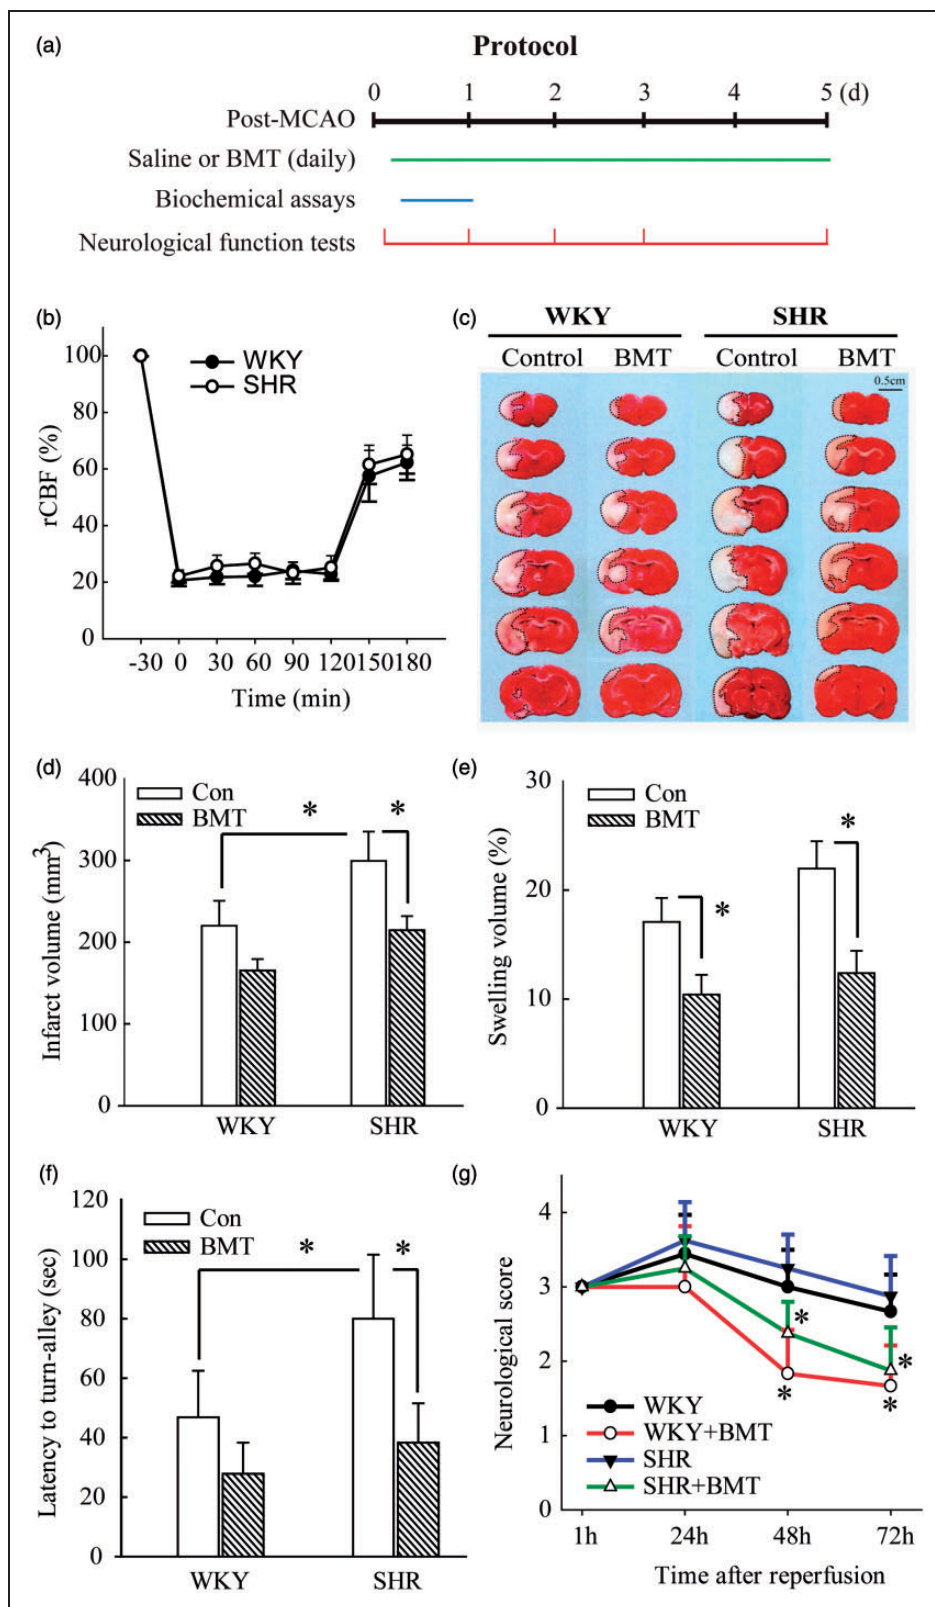 (a)
Protocol
0 1 2 3 4 5 (d)
Post-MCAO
Saline or BMT (daily)
Biochemical assays
Neurological function tests
(b)
WKY
SHR
100
80
60
40
20
0
rCBF (%)
-30 0 30 60 90 120 150 180
Time (min)
(c)
WKY SHR
Control BMT Control BMT
0.5cm
(d)
Con
BMT
* *
400
300
200
100
0
Infarct volume (mm³)
WKY SHR
(e)
Con
BMT
* *
30
20
10
0
Swelling volume (%)
WKY SHR
(f)
Con
BMT
* *
120
100
80
60
40
20
0
Latency to turn-alley (sec)
WKY SHR
(g)
4
3
2
1
0
Neurological score
*
*
*
*
WKY
WKY+BMT
SHR
SHR+BMT
1h 24h 48h 72h
Time after reperfusion